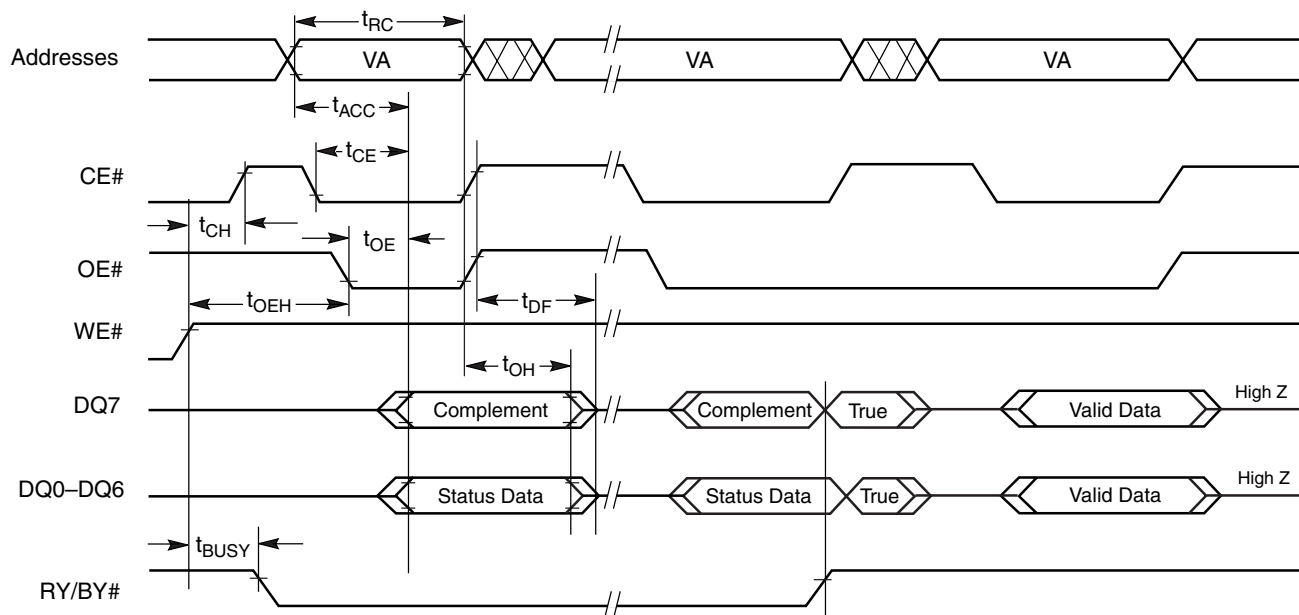 tRC
Addresses VA VA VA
tACC
tCE
CE#
tCH
tOE
OE#
tOEH tDF
WE#
tOH
DQ7 Complement Complement True Valid Data High Z
DQ0–DQ6 Status Data Status Data True Valid Data High Z
tBUSY
RY/BY#